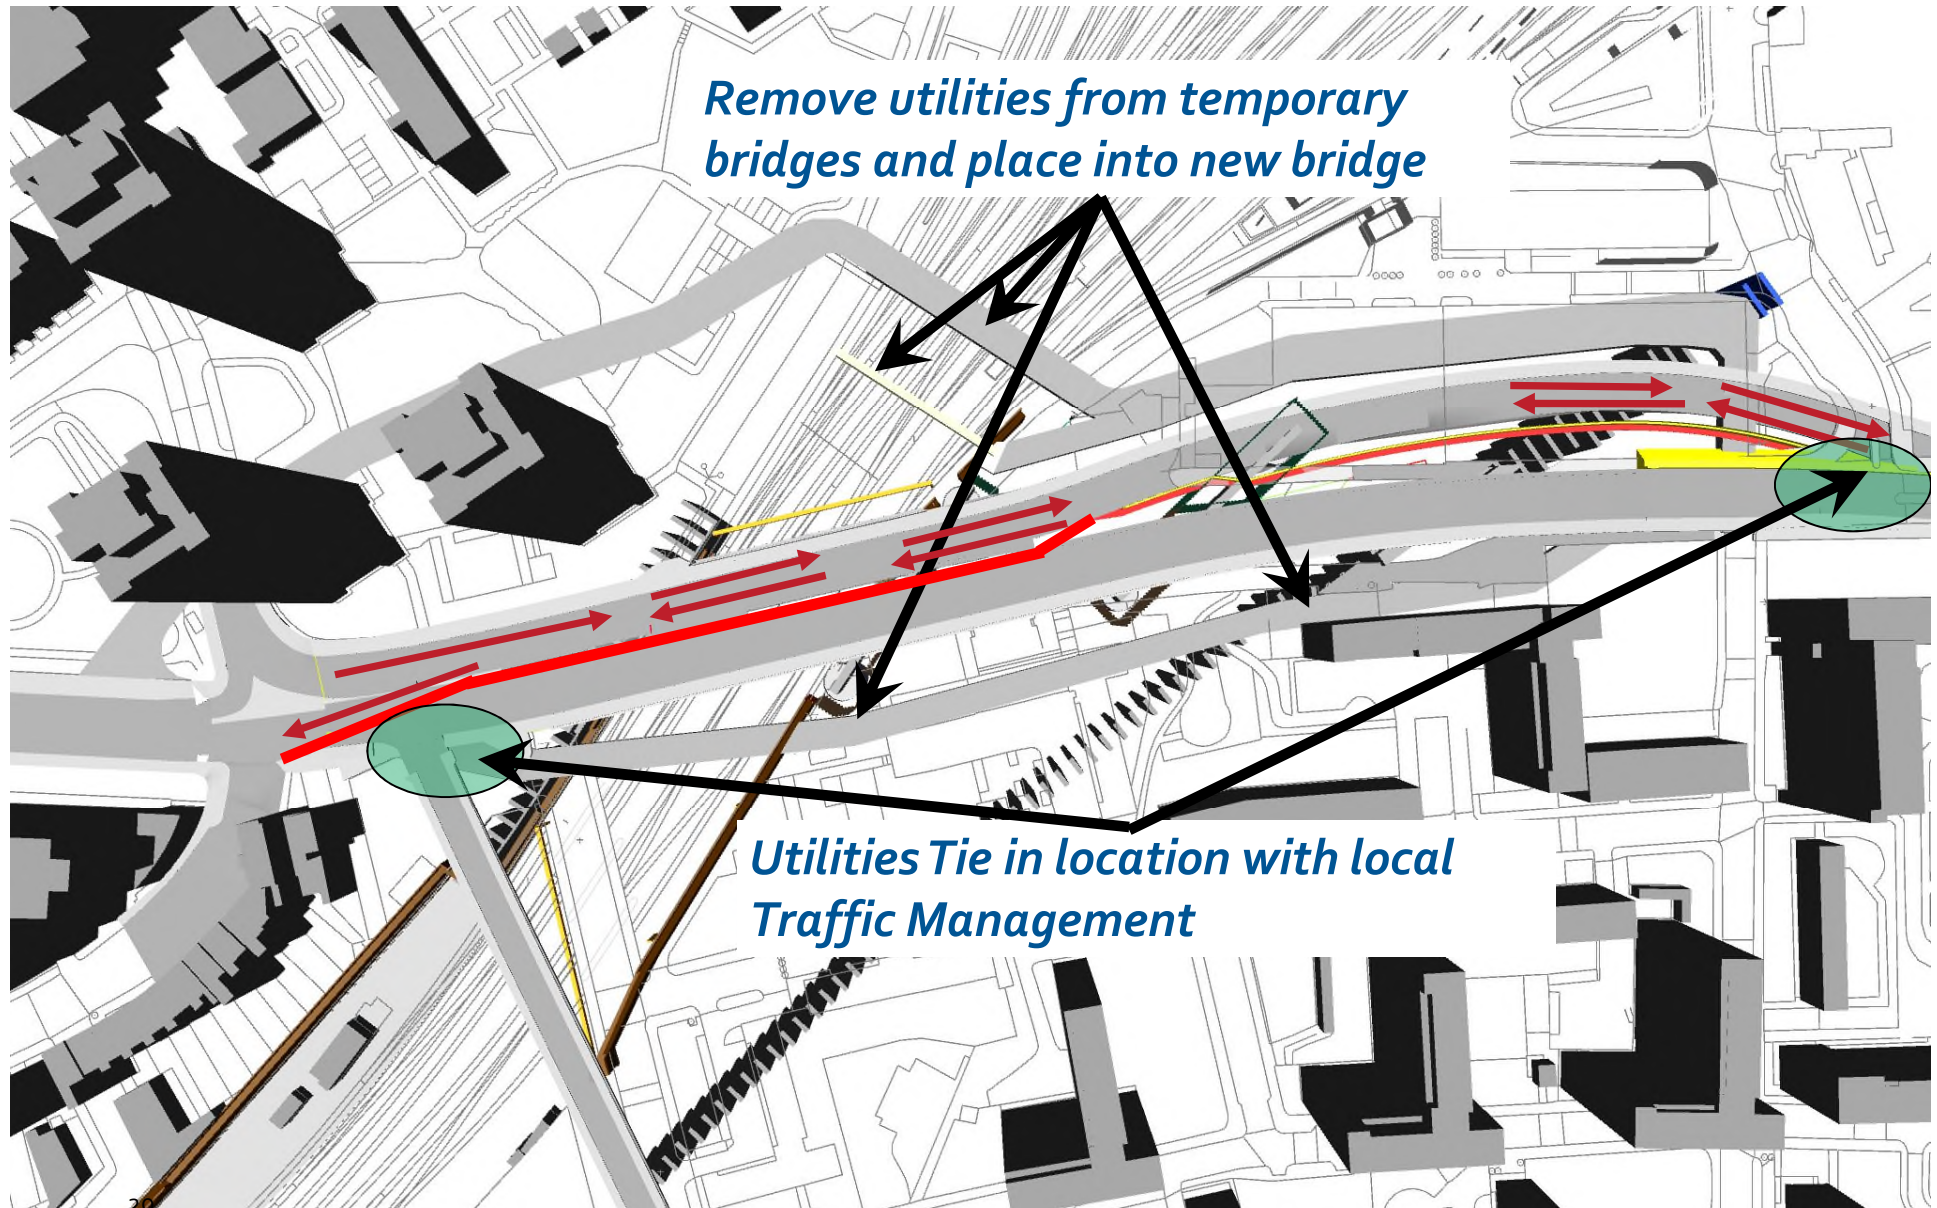 Remove utilities from temporary
bridges and place into new bridge
Utilities Tie in location with local
Traffic Management